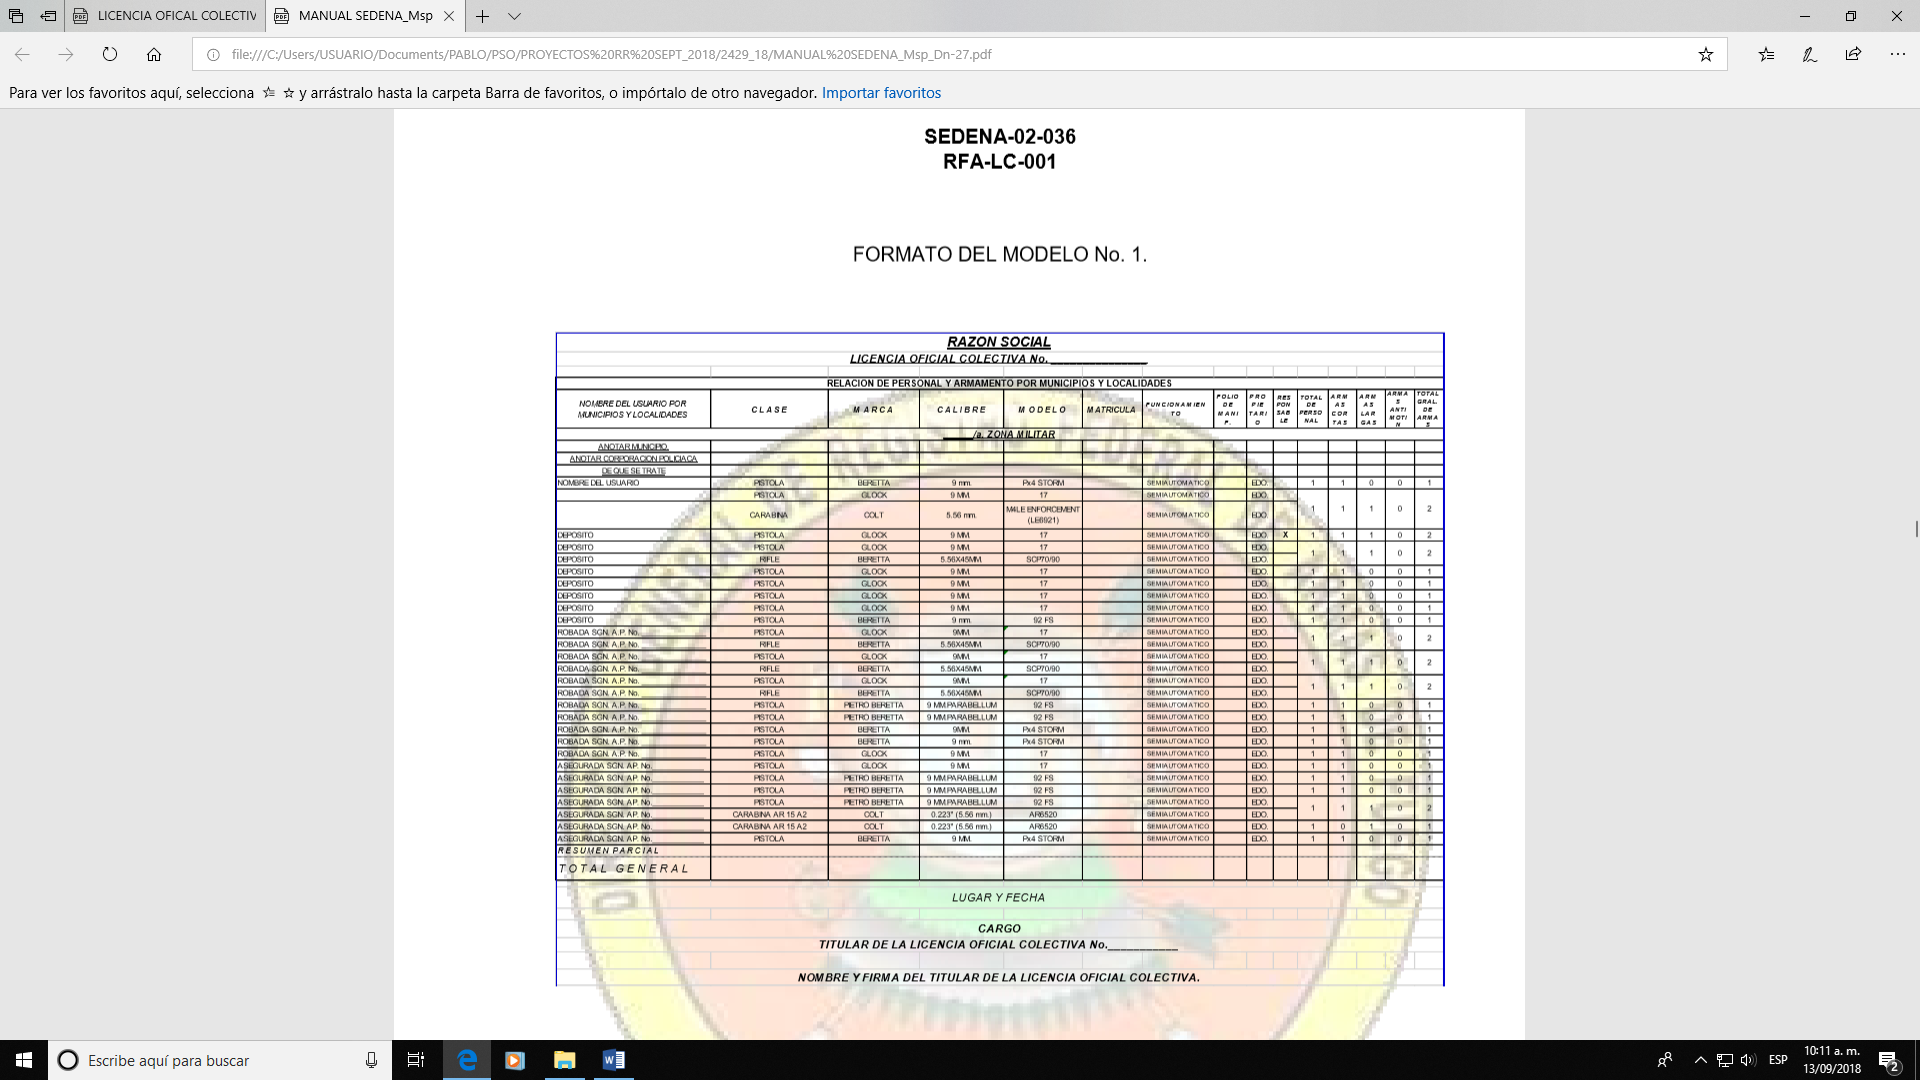 LICENCIA OFICAL COLECTIV
MANUAL SEDENA_Msp
file:///C:/Users/USUARIO/Documents/PABLO/PSO/PROYECTOS%20RR%20SEPT_2018/2429_18/MANUAL%20SEDENA_Msp_Dn-27.pdf
Para ver los favoritos aquí, selecciona y arrástralo hasta la carpeta Barra de favoritos, o impórtalo de otro navegador. Importar favoritos
SEDENA-02-036
RFA-LC-001
FORMATO DEL MODELO No. 1.
RAZON SOCIAL
LICENCIA OFICIAL COLECTIVA No. _______________
RELACION DE PERSONAL Y ARMAMENTO POR MUNICIPIOS Y LOCALIDADES
NOMBRE DEL USUARIO POR MUNICIPIOS Y LOCALIDADES CLASE MARCA CALIBRE MODELO MATRICULA FUNCIONAMIENTO FOLIO DE MANIF. PROPIETARIO RESPONSABLE TOTAL DE PERSONAL ARMAS CORTAS ARMAS LARGAS ARMAS ANTIMOTIN TOTAL GRAL. DE ARMAS
_____/a. ZONA MILITAR
ANOTAR MUNICIPIO
ANOTAR CORPORACION POLICIACA
DE QUE SE TRATE
NOMBRE DEL USUARIO PISTOLA BERETTA 9 mm. Px4 STORM SEMIAUTOMATICO EDO. 1 1 0 0 1
PISTOLA GLOCK 9 MM. 17 SEMIAUTOMATICO EDO.
CARABINA COLT 5.56 mm. M4LE ENFORCEMENT (LE6921) SEMIAUTOMATICO EDO. 1 1 1 0 2
DEPOSITO PISTOLA GLOCK 9 MM. 17 SEMIAUTOMATICO EDO. X 1 1 1 0 2
DEPOSITO PISTOLA GLOCK 9 MM. 17 SEMIAUTOMATICO EDO.
DEPOSITO RIFLE BERETTA 5.56X45MM. SCP70/90 SEMIAUTOMATICO EDO. 1 1 1 0 2
DEPOSITO PISTOLA GLOCK 9 MM. 17 SEMIAUTOMATICO EDO. 1 1 0 0 1
DEPOSITO PISTOLA GLOCK 9 MM. 17 SEMIAUTOMATICO EDO. 1 1 0 0 1
DEPOSITO PISTOLA GLOCK 9 MM. 17 SEMIAUTOMATICO EDO. 1 1 0 0 1
DEPOSITO PISTOLA GLOCK 9 MM. 17 SEMIAUTOMATICO EDO. 1 1 0 0 1
DEPOSITO PISTOLA BERETTA 9 mm. 92 FS SEMIAUTOMATICO EDO. 1 1 0 0 1
ROBADA SGN. A.P. No. PISTOLA GLOCK 9MM. 17 SEMIAUTOMATICO EDO.
ROBADA SGN. A.P. No. RIFLE BERETTA 5.56X45MM. SCP70/90 SEMIAUTOMATICO EDO. 1 1 1 0 2
ROBADA SGN. A.P. No. PISTOLA GLOCK 9MM. 17 SEMIAUTOMATICO EDO.
ROBADA SGN. A.P. No. RIFLE BERETTA 5.56X45MM. SCP70/90 SEMIAUTOMATICO EDO. 1 1 1 0 2
ROBADA SGN. A.P. No. PISTOLA GLOCK 9MM. 17 SEMIAUTOMATICO EDO.
ROBADA SGN. A.P. No. RIFLE BERETTA 5.56X45MM. SCP70/90 SEMIAUTOMATICO EDO. 1 1 1 0 2
ROBADA SGN. A.P. No. PISTOLA PIETRO BERETTA 9 MM.PARABELLUM 92 FS SEMIAUTOMATICO EDO. 1 1 0 0 1
ROBADA SGN. A.P. No. PISTOLA PIETRO BERETTA 9 MM.PARABELLUM 92 FS SEMIAUTOMATICO EDO. 1 1 0 0 1
ROBADA SGN. A.P. No. PISTOLA BERETTA 9MM. Px4 STORM SEMIAUTOMATICO EDO. 1 1 0 0 1
ROBADA SGN. A.P. No. PISTOLA BERETTA 9 mm. Px4 STORM SEMIAUTOMATICO EDO. 1 1 0 0 1
ROBADA SGN. A.P. No. PISTOLA GLOCK 9 MM. 17 SEMIAUTOMATICO EDO. 1 1 0 0 1
ASEGURADA SGN. AP. No. PISTOLA GLOCK 9 MM. 17 SEMIAUTOMATICO EDO. 1 1 0 0 1
ASEGURADA SGN. AP. No. PISTOLA PIETRO BERETTA 9 MM.PARABELLUM 92 FS SEMIAUTOMATICO EDO. 1 1 0 0 1
ASEGURADA SGN. AP. No. PISTOLA PIETRO BERETTA 9 MM.PARABELLUM 92 FS SEMIAUTOMATICO EDO. 1 1 0 0 1
ASEGURADA SGN. AP. No. PISTOLA PIETRO BERETTA 9 MM.PARABELLUM 92 FS SEMIAUTOMATICO EDO.
ASEGURADA SGN. AP. No. CARABINA AR 15 A2 COLT 0.223" (5.56 mm.) AR6520 SEMIAUTOMATICO EDO. 1 1 1 0 2
ASEGURADA SGN. AP. No. CARABINA AR 15 A2 COLT 0.223" (5.56 mm.) AR6520 SEMIAUTOMATICO EDO. 1 0 1 0 1
ASEGURADA SGN. AP. No. PISTOLA BERETTA 9 MM. Px4 STORM SEMIAUTOMATICO EDO. 1 1 0 0 1
RESUMEN PARCIAL
TOTAL GENERAL
LUGAR Y FECHA
CARGO
TITULAR DE LA LICENCIA OFICIAL COLECTIVA No.___________
NOMBRE Y FIRMA DEL TITULAR DE LA LICENCIA OFICIAL COLECTIVA.
Escribe aquí para buscar
ESP
10:11 a. m.
13/09/2018
2